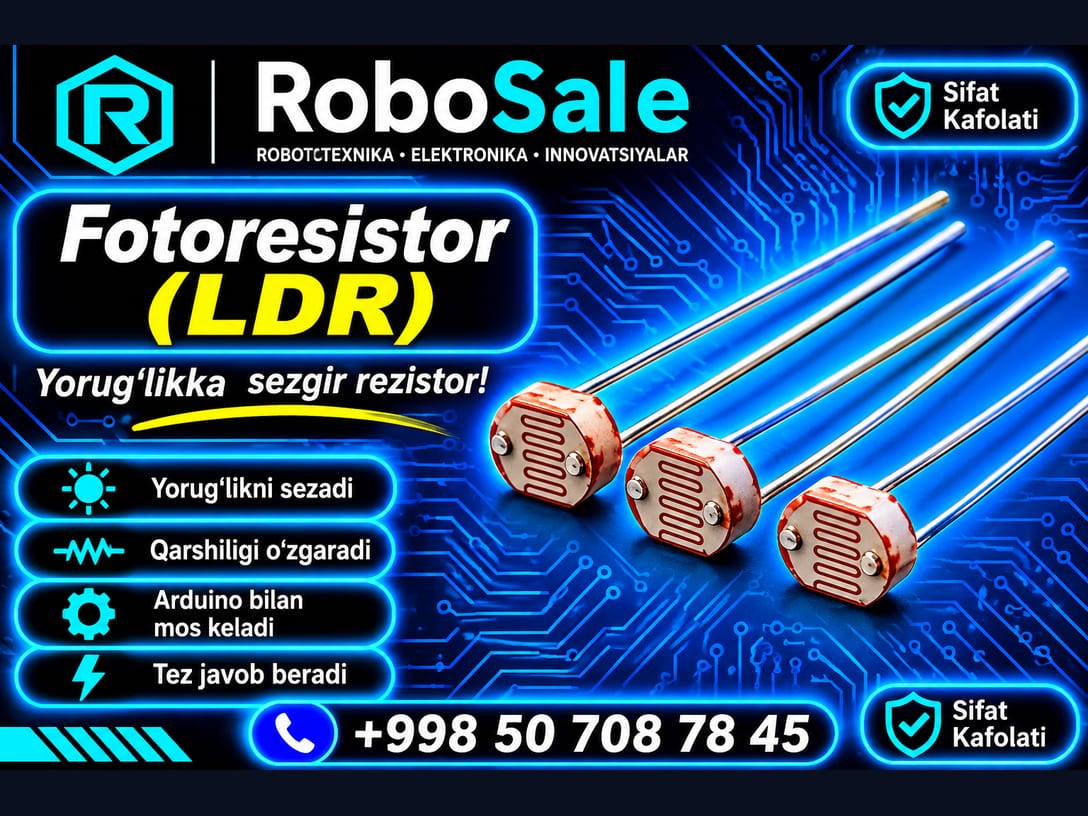 R
RoboSale
ROBOTCTEXNIKA • ELEKTRONIKA • INNOVATSIYALAR
Sifat
Kafolati
Fotoresistor
(LDR)
Yorug‘likka sezgir rezistor!
Yorug‘likni sezadi
Qarshiligi o‘zgaradi
Arduino bilan
mos keladi
Tez javob beradi
+998 50 708 78 45
Sifat
Kafolati